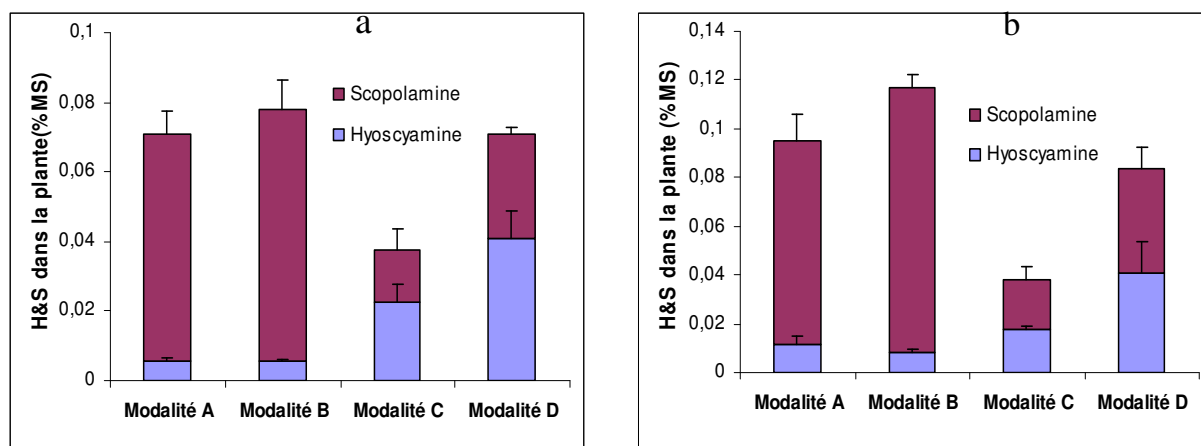 a
H&S dans la plante(%MS)
0,1
0,08
0,06
0,04
0,02
0
Scopolamine
Hyoscyamine
Modalité A
Modalité B
Modalité C
Modalité D
b
H&S dans la plante (%MS)
0,14
0,12
0,1
0,08
0,06
0,04
0,02
0
Scopolamine
Hyoscyamine
Modalité A
Modalité B
Modalité C
Modalité D